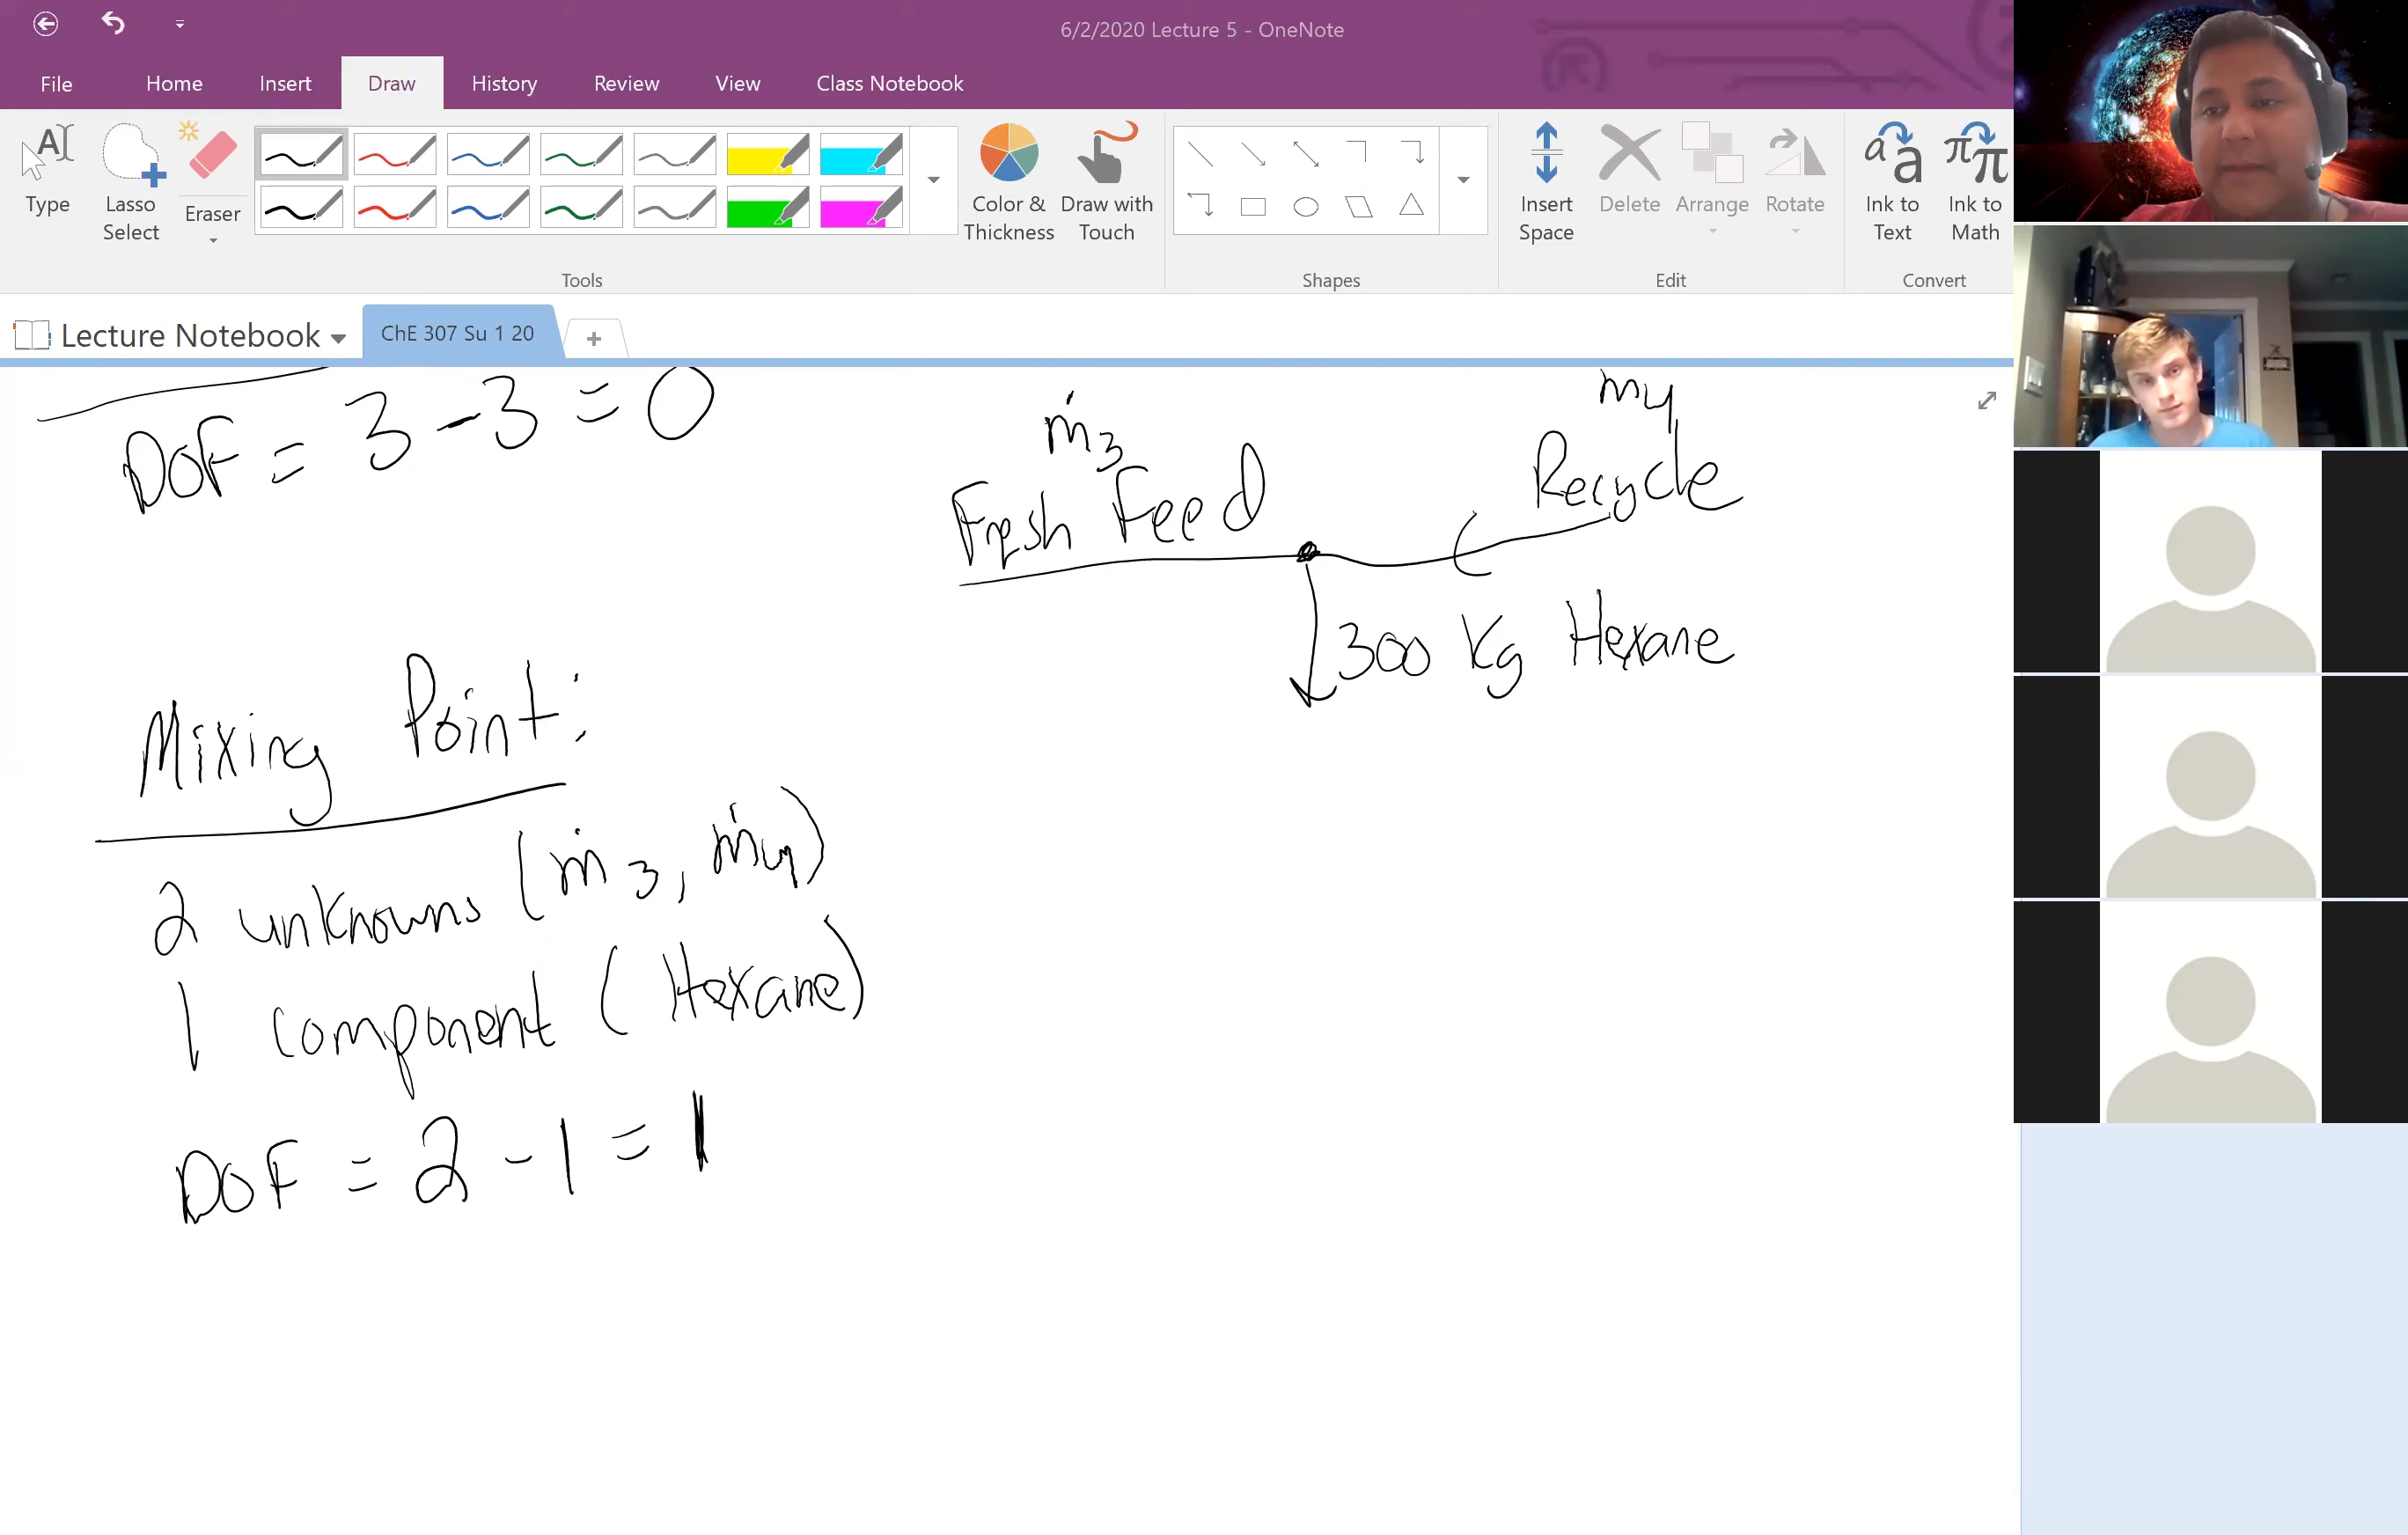 6/2/2020 Lecture 5 - OneNote
File Home Insert Draw History Review View Class Notebook
Type
Lasso Select
Eraser
Color & Thickness
Draw with Touch
Insert Space
Delete
Arrange
Rotate
Ink to Text
Ink to Math
Tools
Shapes
Edit
Convert
Lecture Notebook
ChE 307 Su 1 20
DOF = 3 - 3 = 0
ṁ3
Fresh Feed
m4
Recycle
300 Kg Hexane
Mixing Point:
2 unknowns (ṁ3, ṁ4)
1 component (Hexane)
DOF = 2 - 1 = 1